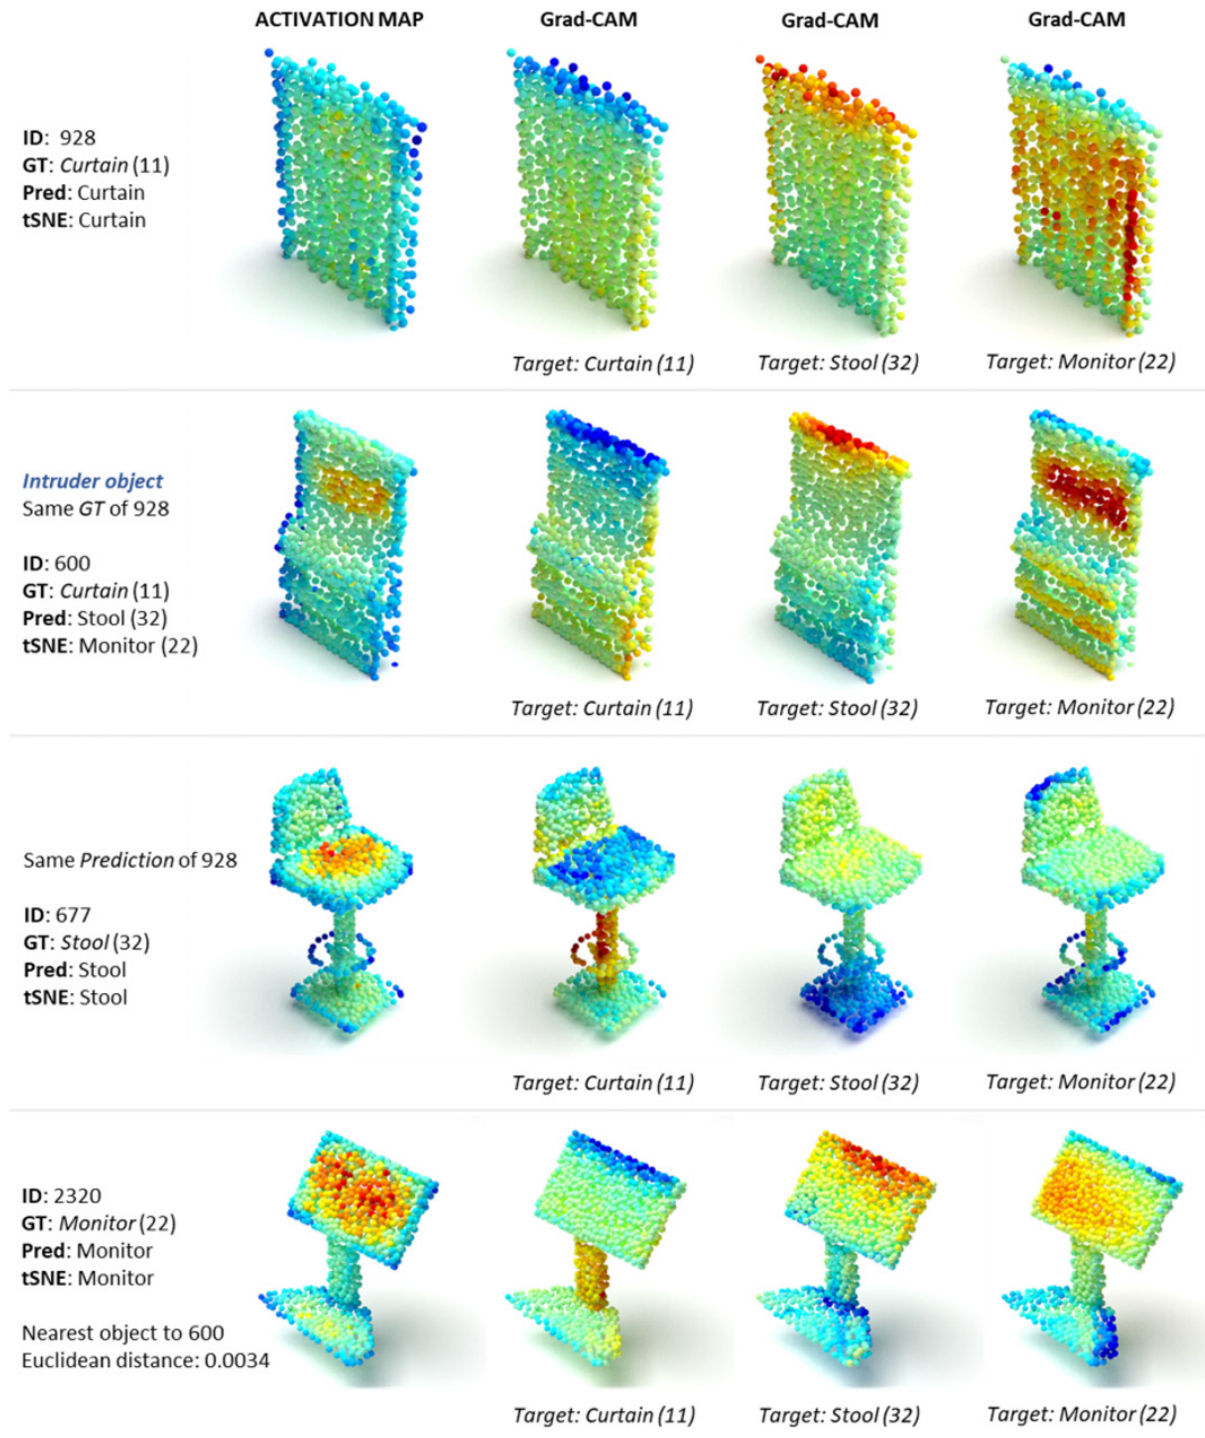 ACTIVATION MAP Grad-CAM Grad-CAM Grad-CAM
ID: 928
GT: Curtain (11)
Pred: Curtain
tSNE: Curtain
Target: Curtain (11) Target: Stool (32) Target: Monitor (22)
Intruder object
Same GT of 928
ID: 600
GT: Curtain (11)
Pred: Stool (32)
tSNE: Monitor (22)
Target: Curtain (11) Target: Stool (32) Target: Monitor (22)
Same Prediction of 928
ID: 677
GT: Stool (32)
Pred: Stool
tSNE: Stool
Target: Curtain (11) Target: Stool (32) Target: Monitor (22)
ID: 2320
GT: Monitor (22)
Pred: Monitor
tSNE: Monitor
Nearest object to 600
Euclidean distance: 0.0034
Target: Curtain (11) Target: Stool (32) Target: Monitor (22)